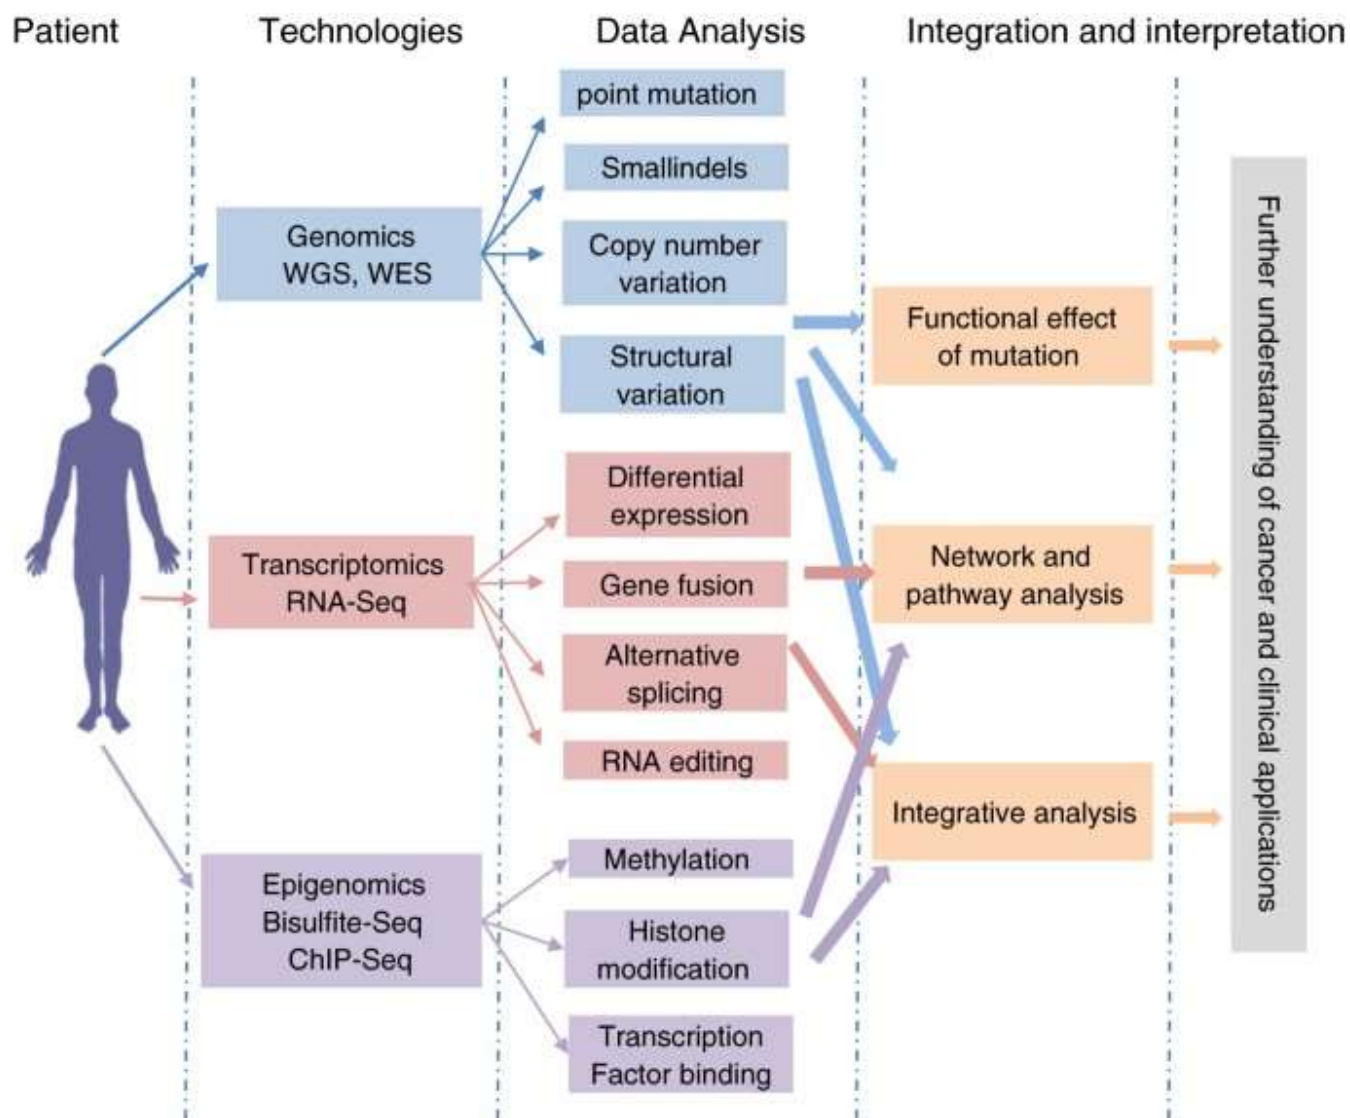 Patient
Technologies
Data Analysis
Integration and interpretation
point mutation
Smallindels
Copy number
variation
Structural
variation
Genomics
WGS, WES
Differential
expression
Gene fusion
Alternative
splicing
RNA editing
Transcriptomics
RNA-Seq
Methylation
Histone
modification
Transcription
Factor binding
Epigenomics
Bisulfite-Seq
ChIP-Seq
Functional effect
of mutation
Network and
pathway analysis
Integrative analysis
Further understanding of cancer and clinical applications